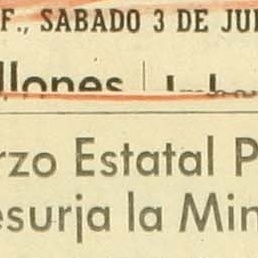 F., SABADO 3 DE JU
llones
rzo Estatal P
esurja la Min